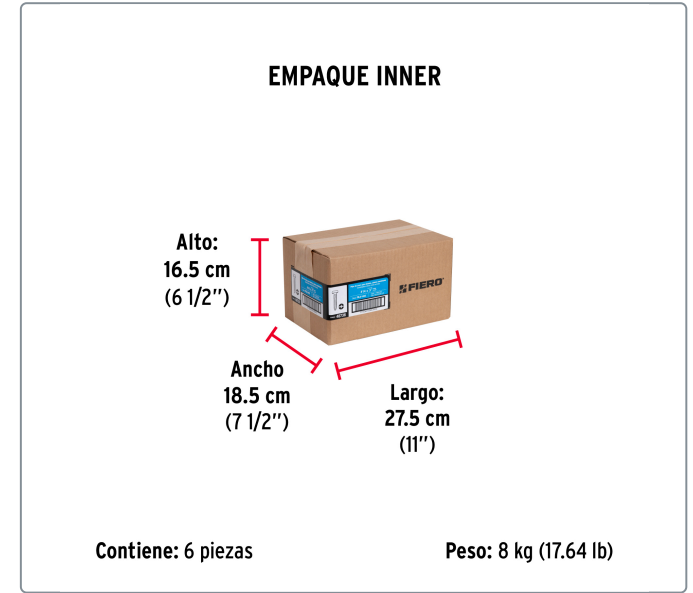 EMPAQUE INNER
Alto:
16.5 cm
(6 1/2’’)
FIERO
Ancho
18.5 cm
(7 1/2’’)
Largo:
27.5 cm
(11’’)
Contiene: 6 piezas
Peso: 8 kg (17.64 lb)